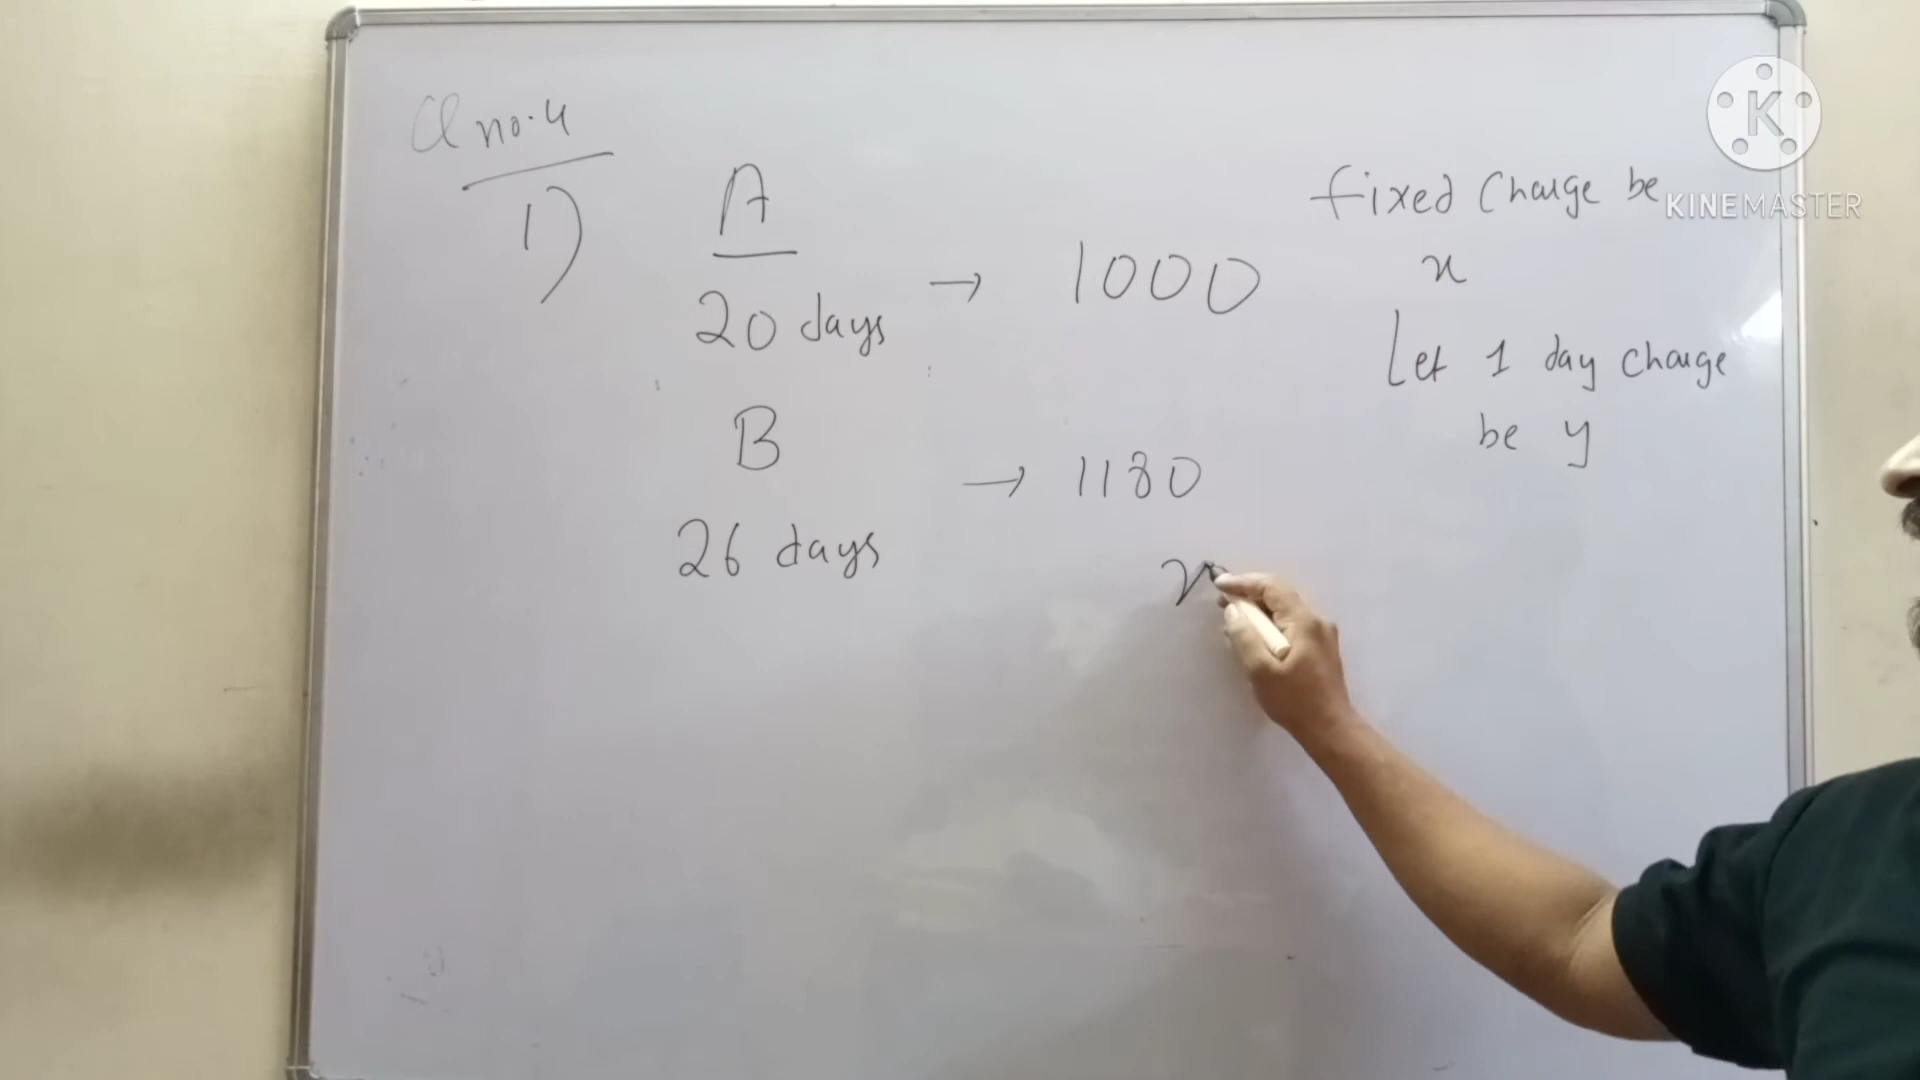 Q no.4
1) A
20 days → 1000
B
→ 1180
26 days
x
fixed charge be
x
Let 1 day charge
be y
K
KINEMASTER